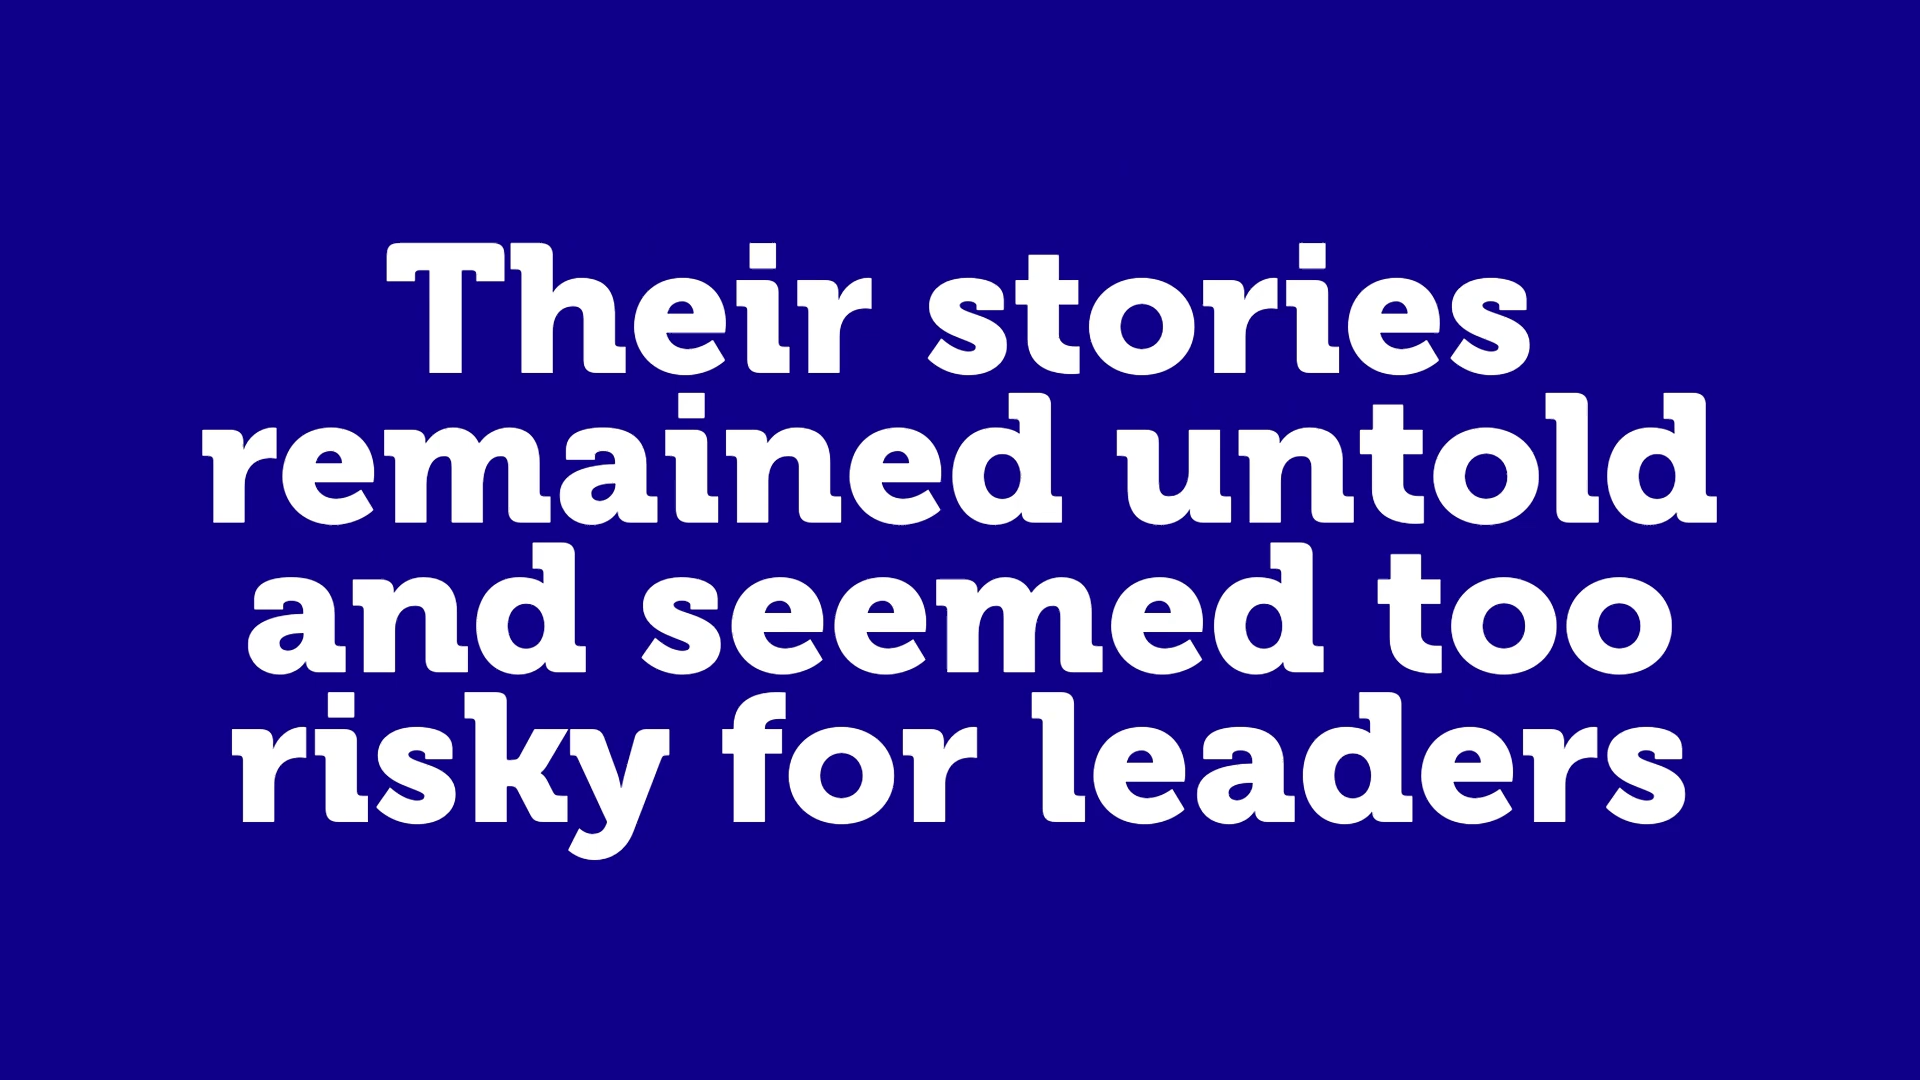 Their stories
remained untold
and seemed too
risky for leaders